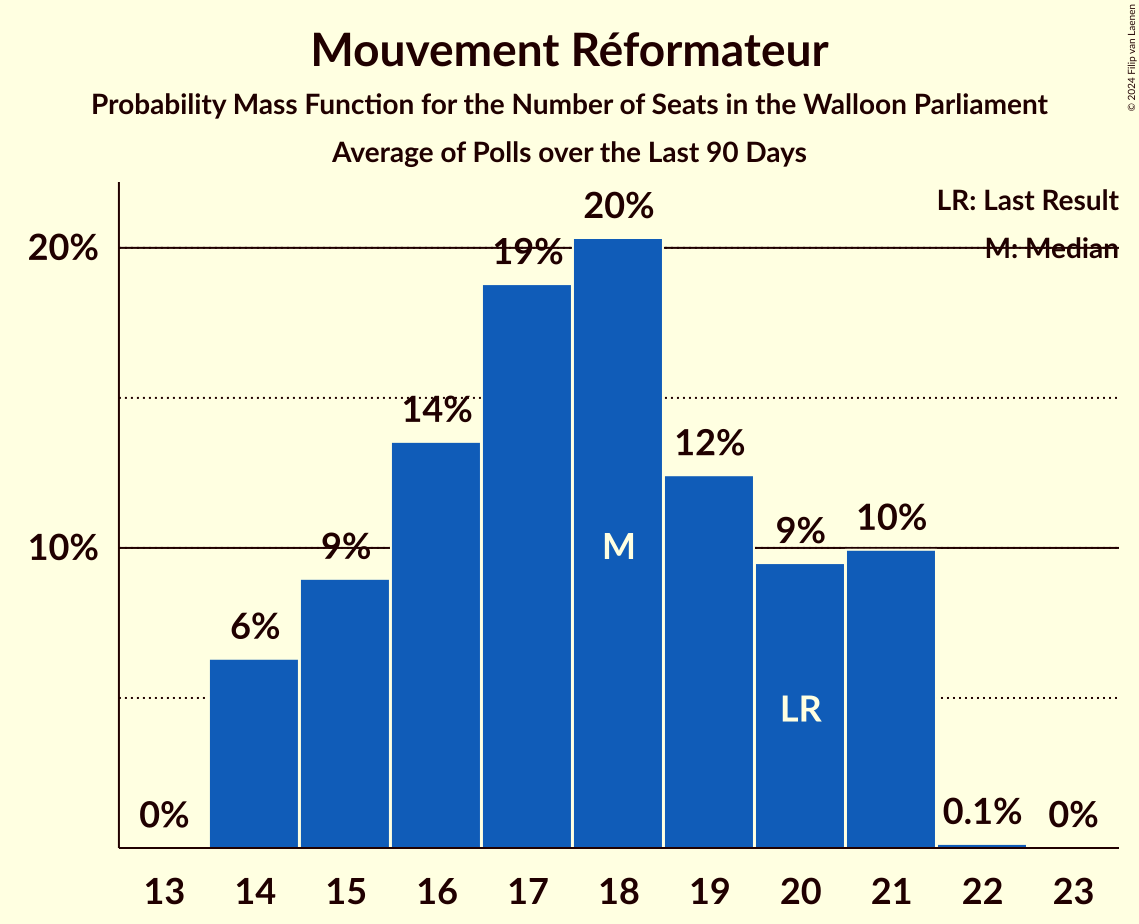 Mouvement Réformateur
Probability Mass Function for the Number of Seats in the Walloon Parliament
Average of Polls over the Last 90 Days
© 2024 Filip van Laenen
LR: Last Result
M: Median
20%
10%
0%
6%
9%
14%
19%
20%
12%
9%
10%
0.1%
0%
M
LR
13 14 15 16 17 18 19 20 21 22 23